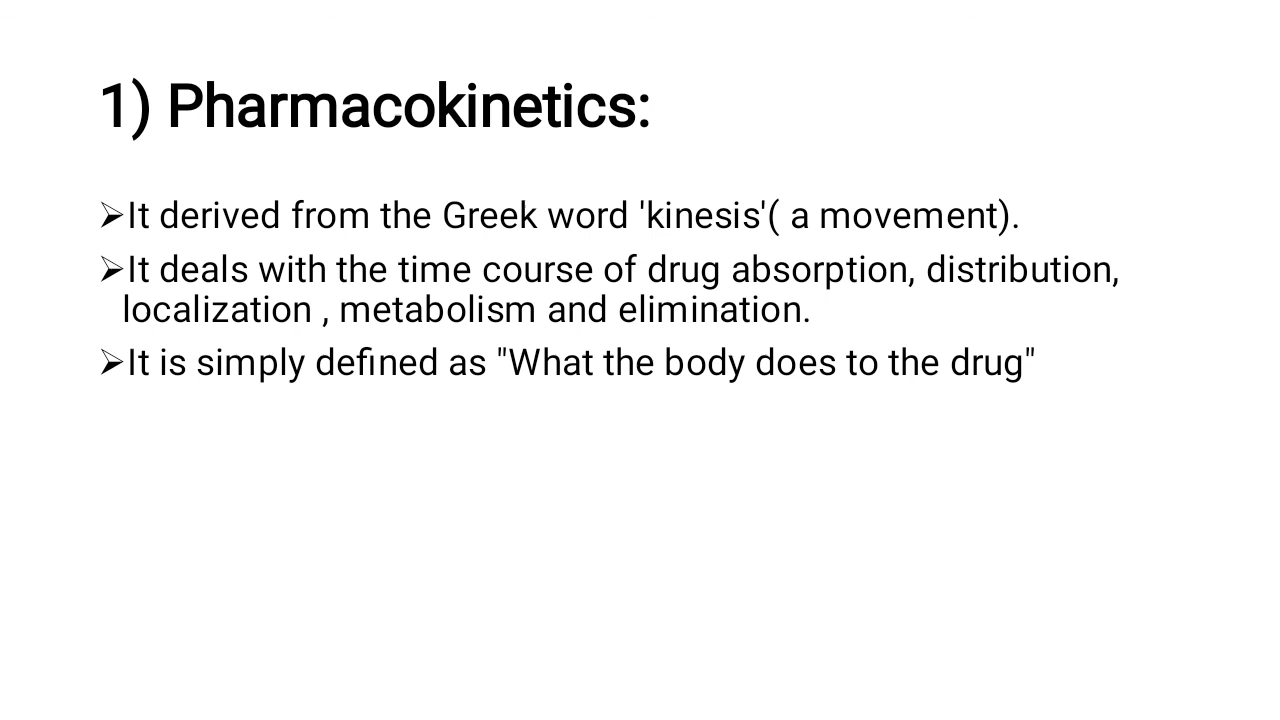 1) Pharmacokinetics:
➢It derived from the Greek word 'kinesis'( a movement).
➢It deals with the time course of drug absorption, distribution,
localization , metabolism and elimination.
➢It is simply defined as "What the body does to the drug"